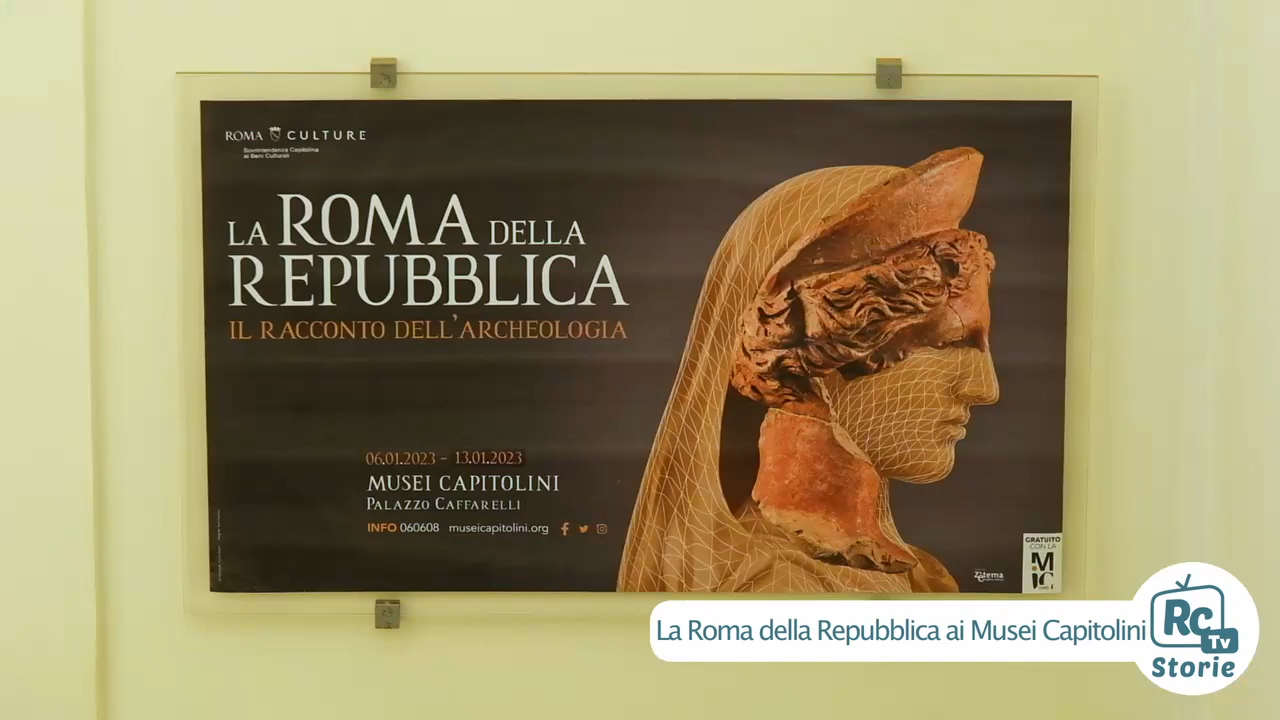 ROMA CULTURE
Sovrintendenza Capitolina
ai Beni Culturali
LA ROMA DELLA
REPUBBLICA
IL RACCONTO DELL'ARCHEOLOGIA
06.01.2023 - 13.01.2023
MUSEI CAPITOLINI
PALAZZO CAFFARELLI
INFO 060608 museicapitolini.org
Zètema
GRATUITO
CON LA
MIC
La Roma della Repubblica ai Musei Capitolini
Rc
Tv
Storie